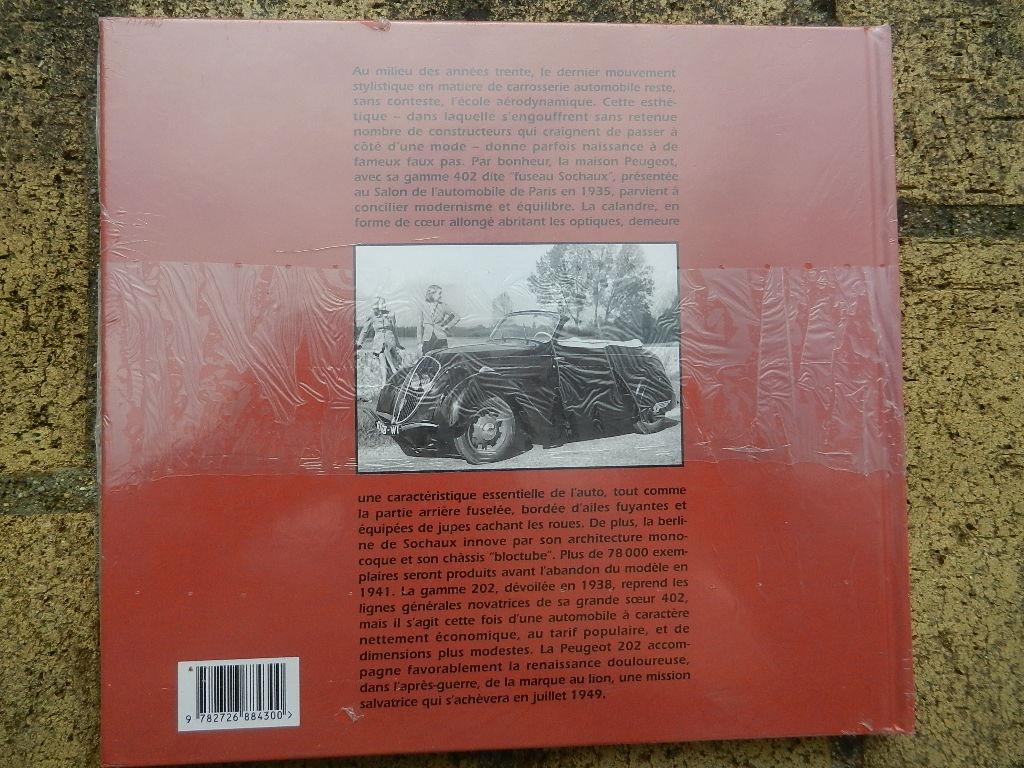 Au milieu des années trente, le dernier mouvement
stylistique en matière de carrosserie automobile reste,
sans conteste, l'école aérodynamique. Cette esthé-
tique – dans laquelle s'engouffrent sans retenue
nombre de constructeurs qui craignent de passer à
côté d'une mode – donne parfois naissance à de
fameux faux pas. Par bonheur, la maison Peugeot,
avec sa gamme 402 dite "fuseau Sochaux", présentée
au Salon de l'automobile de Paris en 1935, parvient à
concilier modernisme et équilibre. La calandre, en
forme de cœur allongé abritant les optiques, demeure
une caractéristique essentielle de l'auto, tout comme
la partie arrière fuselée, bordée d'ailes fuyantes et
équipées de jupes cachant les roues. De plus, la berli-
ne de Sochaux innove par son architecture mono-
coque et son châssis "bloctube". Plus de 78 000 exem-
plaires seront produits avant l'abandon du modèle en
1941. La gamme 202, dévoilée en 1938, reprend les
lignes générales novatrices de sa grande sœur 402,
mais il s'agit cette fois d'une automobile à caractère
nettement économique, au tarif populaire, et de
dimensions plus modestes. La Peugeot 202 accom-
pagne favorablement la renaissance douloureuse,
dans l'après-guerre, de la marque au lion, une mission
salvatrice qui s'achèvera en juillet 1949.
9 782726 884300 >